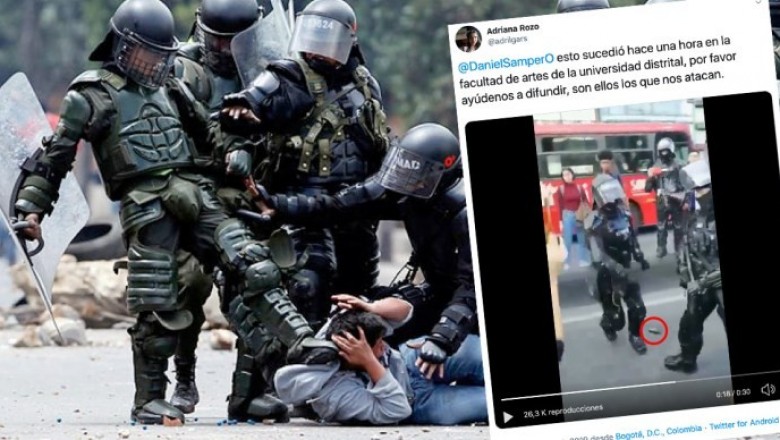 Adriana Rozo
@adrilgars
@DanielSamperO esto sucedió hace una hora en la
facultad de artes de la universidad distrital, por favor
ayúdenos a difundir, son ellos los que nos atacan.
0:18 / 0:30
26,3 K reproducciones
desde Bogotá, D.C., Colombia · Twitter for Android